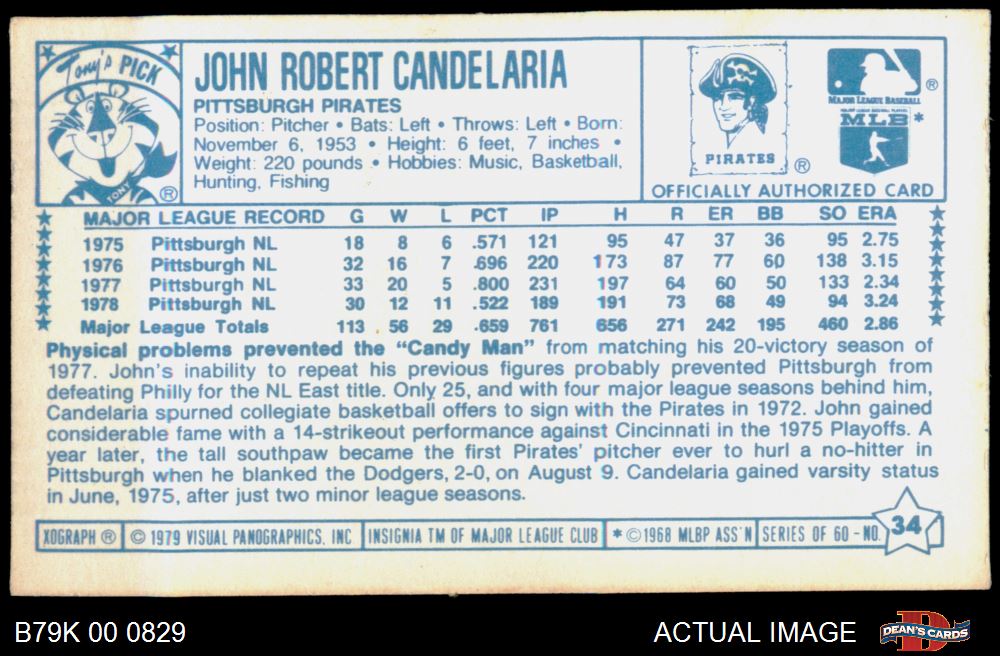 Tony's PICK
TONY
®
JOHN ROBERT CANDELARIA
PITTSBURGH PIRATES
Position: Pitcher • Bats: Left • Throws: Left • Born:
November 6, 1953 • Height: 6 feet, 7 inches •
Weight: 220 pounds • Hobbies: Music, Basketball,
Hunting, Fishing
PIRATES ®
®
MAJOR LEAGUE BASEBALL
MAJOR LEAGUE BASEBALL PLAYERS
MLB *
OFFICIALLY AUTHORIZED CARD
MAJOR LEAGUE RECORD G W L PCT IP H R ER BB SO ERA
1975 Pittsburgh NL 18 8 6 .571 121 95 47 37 36 95 2.75
1976 Pittsburgh NL 32 16 7 .696 220 173 87 77 60 138 3.15
1977 Pittsburgh NL 33 20 5 .800 231 197 64 60 50 133 2.34
1978 Pittsburgh NL 30 12 11 .522 189 191 73 68 49 94 3.24
Major League Totals 113 56 29 .659 761 656 271 242 195 460 2.86
Physical problems prevented the “Candy Man” from matching his 20-victory season of
1977. John's inability to repeat his previous figures probably prevented Pittsburgh from
defeating Philly for the NL East title. Only 25, and with four major league seasons behind him,
Candelaria spurned collegiate basketball offers to sign with the Pirates in 1972. John gained
considerable fame with a 14-strikeout performance against Cincinnati in the 1975 Playoffs. A
year later, the tall southpaw became the first Pirates' pitcher ever to hurl a no-hitter in
Pittsburgh when he blanked the Dodgers, 2-0, on August 9. Candelaria gained varsity status
in June, 1975, after just two minor league seasons.
XOGRAPH ® © 1979 VISUAL PANOGRAPHICS, INC INSIGNIA TM OF MAJOR LEAGUE CLUB * © 1968 MLBP ASS'N SERIES OF 60 - NO. 34
B79K 00 0829 ACTUAL IMAGE DEAN'S CARDS